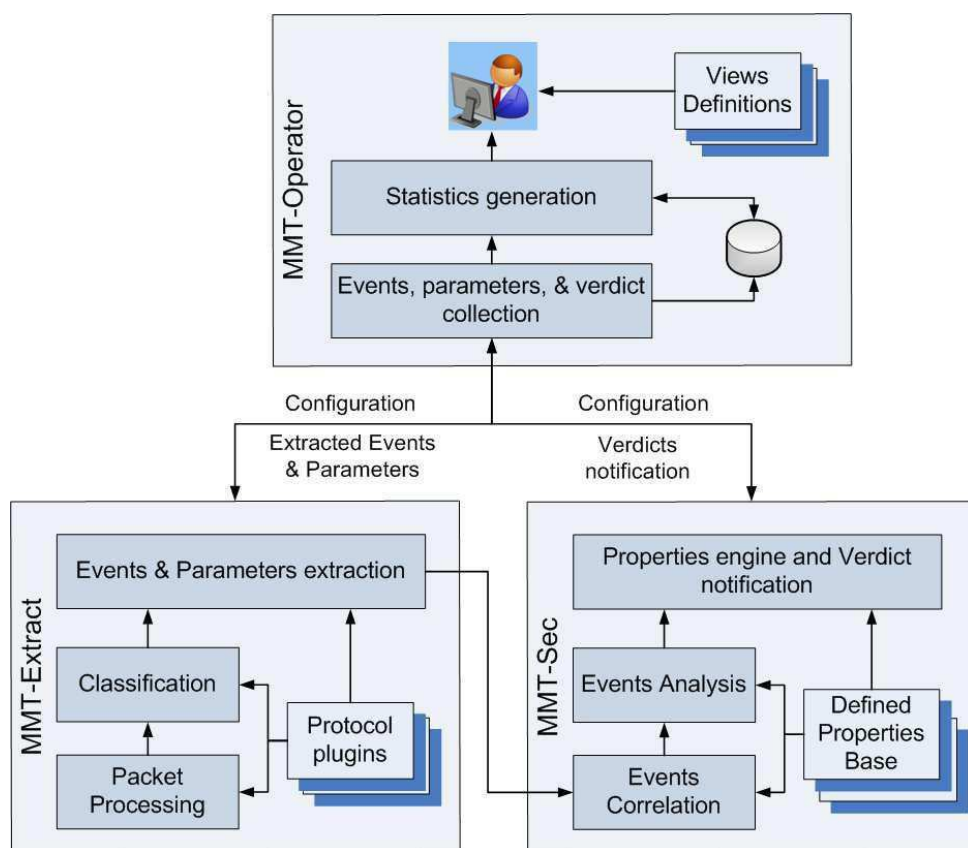 MMT-Operator
Views
Definitions
Statistics generation
Events, parameters, & verdict
collection
Configuration
Extracted Events
& Parameters
Configuration
Verdicts
notification
MMT-Extract
Events & Parameters extraction
Classification
Protocol
plugins
Packet
Processing
MMT-Sec
Properties engine and Verdict
notification
Events Analysis
Defined
Properties
Base
Events
Correlation